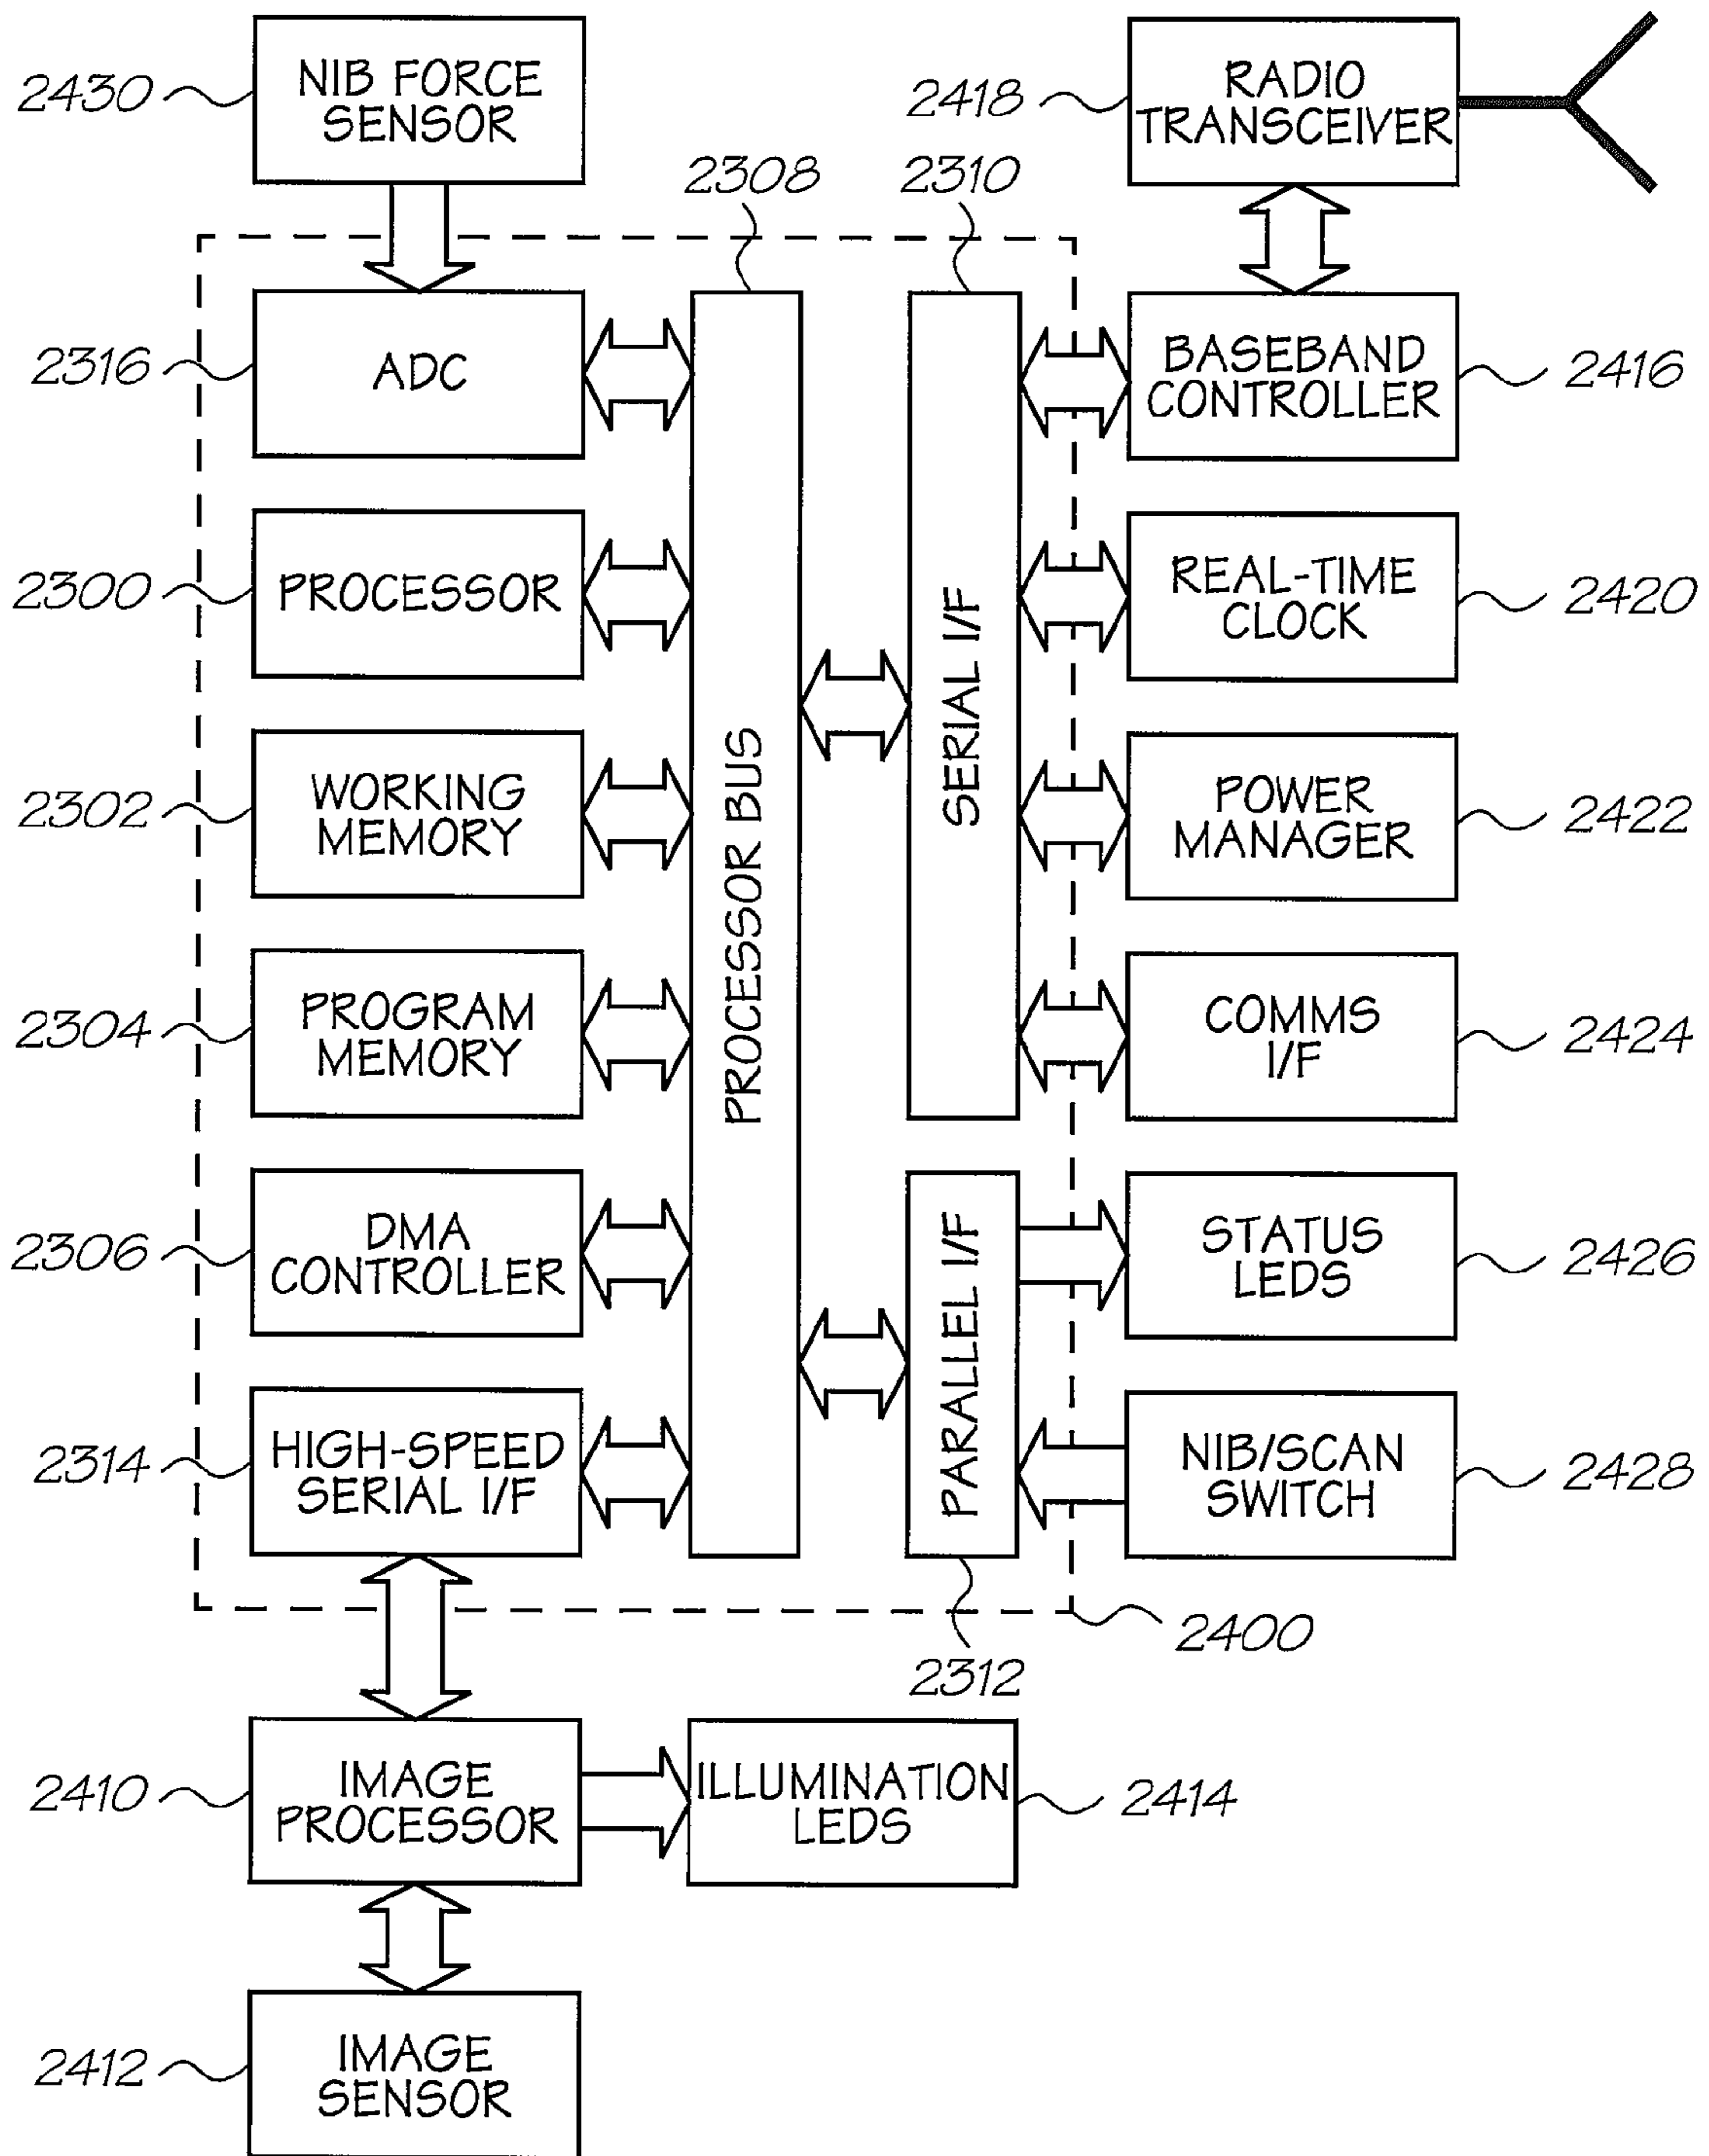 2430
NIB FORCE
SENSOR
2418
RADIO
TRANSCEIVER
2308
2310
2316
ADC
BASEBAND
CONTROLLER
2416
2300
PROCESSOR
REAL-TIME
CLOCK
2420
2302
WORKING
MEMORY
PROCESSOR BUS
SERIAL I/F
POWER
MANAGER
2422
2304
PROGRAM
MEMORY
COMMS
I/F
2424
2306
DMA
CONTROLLER
PARALLEL I/F
STATUS
LEDS
2426
2314
HIGH-SPEED
SERIAL I/F
NIB/SCAN
SWITCH
2428
2400
2312
2410
IMAGE
PROCESSOR
ILLUMINATION
LEDS
2414
2412
IMAGE
SENSOR